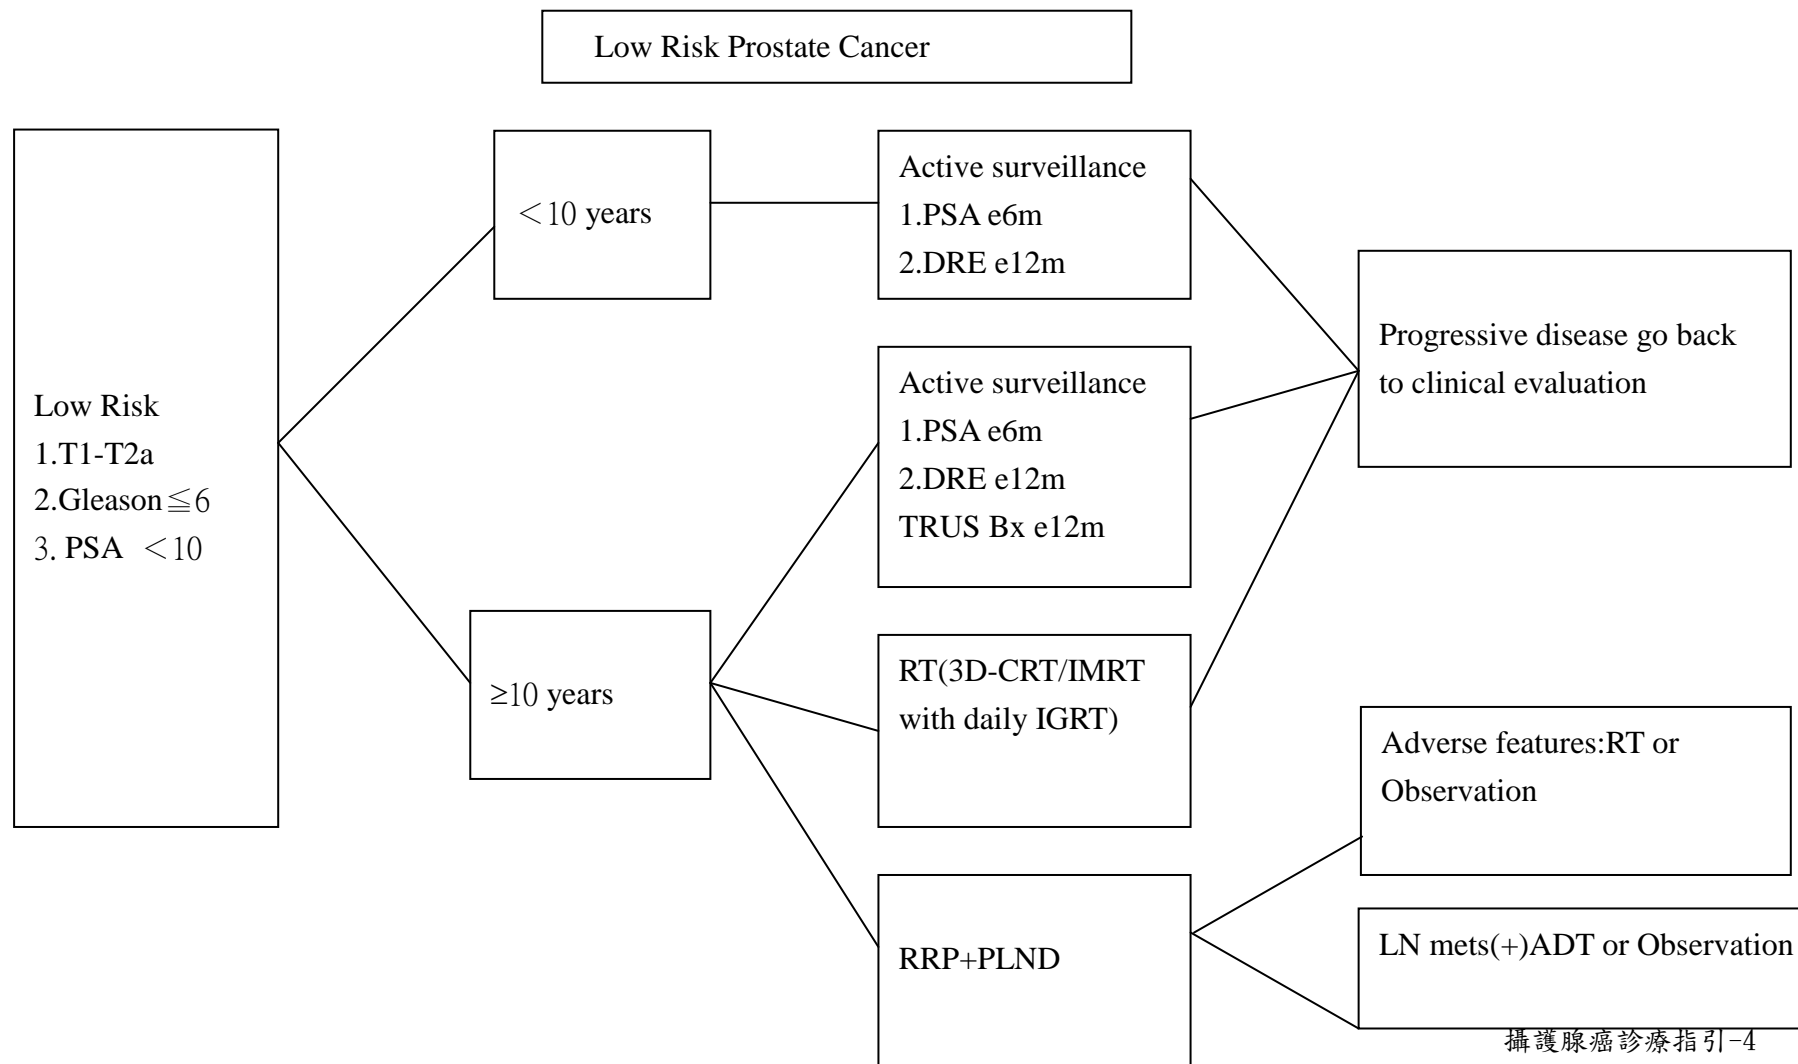 Low Risk Prostate Cancer
Low Risk
1.T1-T2a
2.Gleason≦6
3. PSA ＜10
＜10 years
≥10 years
Active surveillance
1.PSA e6m
2.DRE e12m
Active surveillance
1.PSA e6m
2.DRE e12m
TRUS Bx e12m
RT(3D-CRT/IMRT
with daily IGRT)
RRP+PLND
Progressive disease go back
to clinical evaluation
Adverse features:RT or
Observation
LN mets(+)ADT or Observation
攝護腺癌診療指引-4